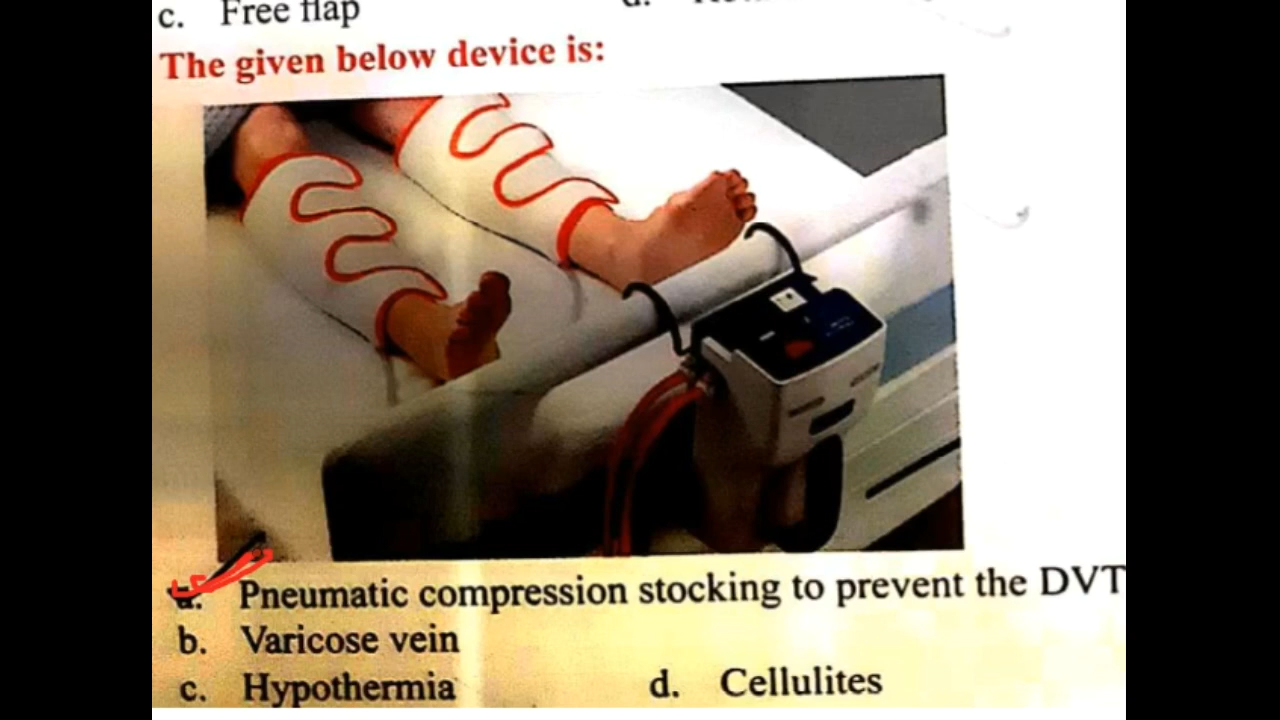 c. Free flap
The given below device is:
a. Pneumatic compression stocking to prevent the DVT
b. Varicose vein
c. Hypothermia d. Cellulites